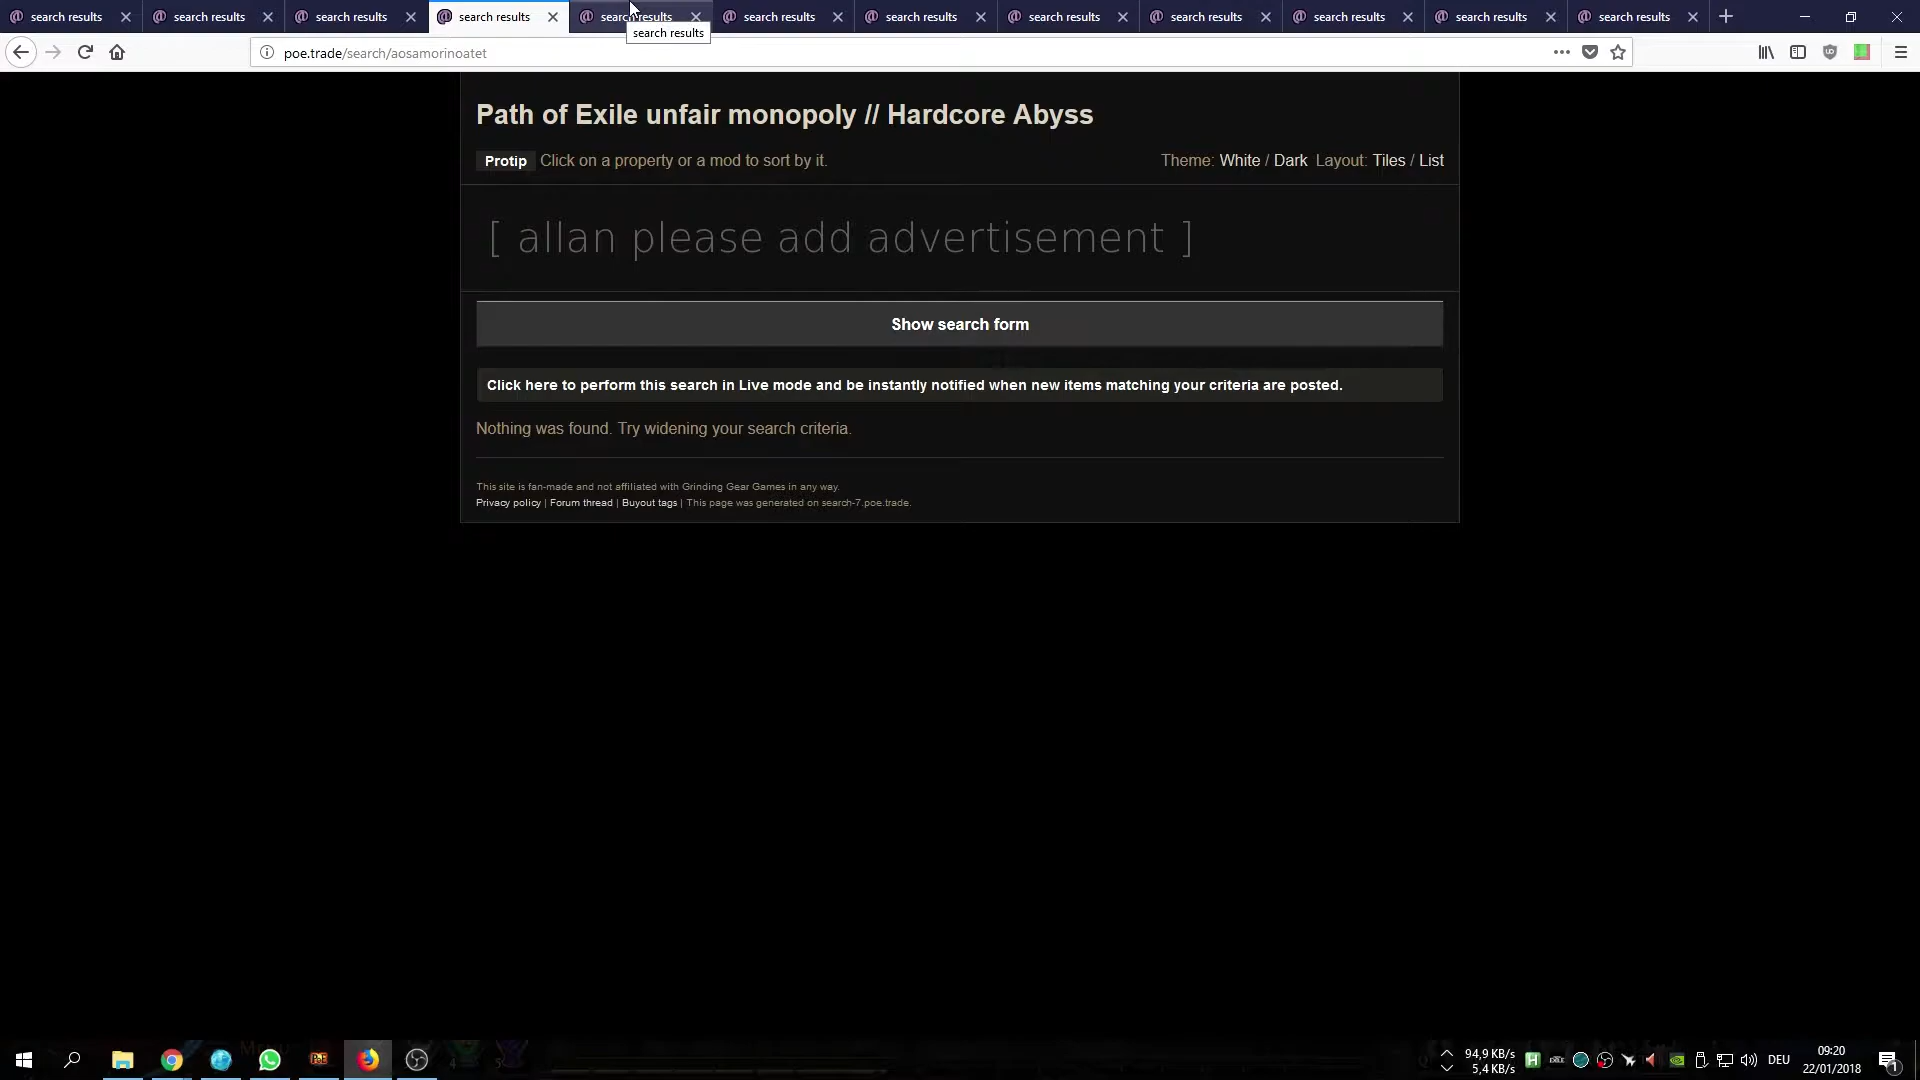 search results search results search results search results search results search results search results search results search results search results search results search results
search results
poe.trade/search/aosamorinoatet
Path of Exile unfair monopoly // Hardcore Abyss
Protip Click on a property or a mod to sort by it. Theme: White / Dark Layout: Tiles / List
[ allan please add advertisement ]
Show search form
Click here to perform this search in Live mode and be instantly notified when new items matching your criteria are posted.
Nothing was found. Try widening your search criteria.
This site is fan-made and not affiliated with Grinding Gear Games in any way.
Privacy policy | Forum thread | Buyout tags | This page was generated on search-7.poe.trade.
94,9 KB/s
5,4 KB/s
DEU
09:20
22/01/2018